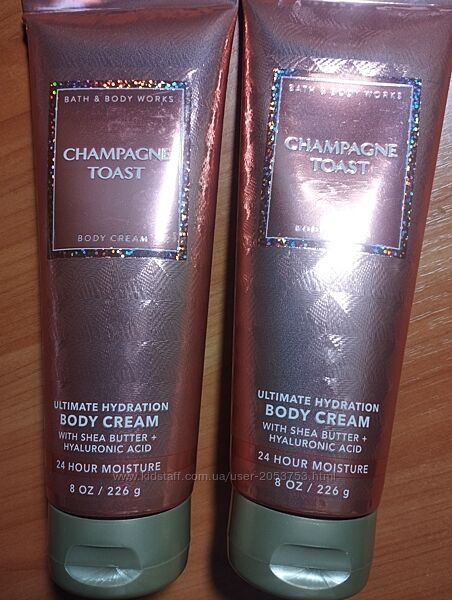 BATH & BODY WORKS
CHAMPAGNE
TOAST
BODY CREAM
ULTIMATE HYDRATION
BODY CREAM
WITH SHEA BUTTER +
HYALURONIC ACID
24 HOUR MOISTURE
8 OZ / 226 g
BATH & BODY WORKS
CHAMPAGNE
TOAST
ULTIMATE HYDRATION
BODY CREAM
WITH SHEA BUTTER +
HYALURONIC ACID
24 HOUR MOISTURE
8 OZ / 226 g
www.kidstaff.com.ua/user-2053753.html